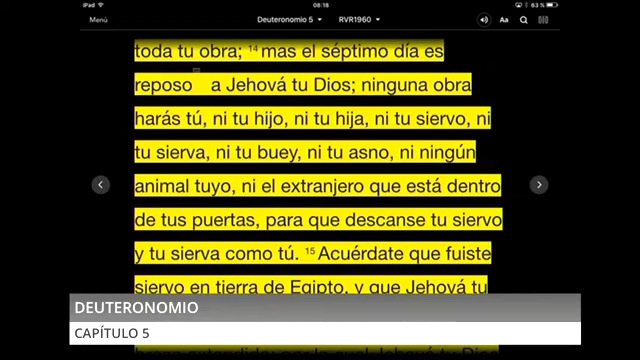 iPad
08:18
63 %
Menú
Deuteronomio 5
RVR1960
Aa
toda tu obra; 14 mas el séptimo día es
reposo a Jehová tu Dios; ninguna obra
harás tú, ni tu hijo, ni tu hija, ni tu siervo, ni
tu sierva, ni tu buey, ni tu asno, ni ningún
animal tuyo, ni el extranjero que está dentro
de tus puertas, para que descanse tu siervo
y tu sierva como tú. 15 Acuérdate que fuiste
siervo en tierra de Egipto, y que Jehová tu
DEUTERONOMIO
CAPÍTULO 5